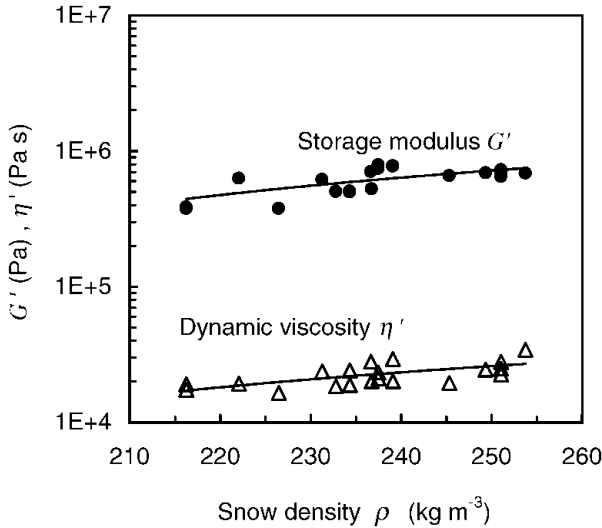 1E+7
1E+6
1E+5
1E+4
G′ (Pa) , η′ (Pa s)
Storage modulus G′
Dynamic viscosity η′
210 220 230 240 250 260
Snow density ρ (kg m⁻³)